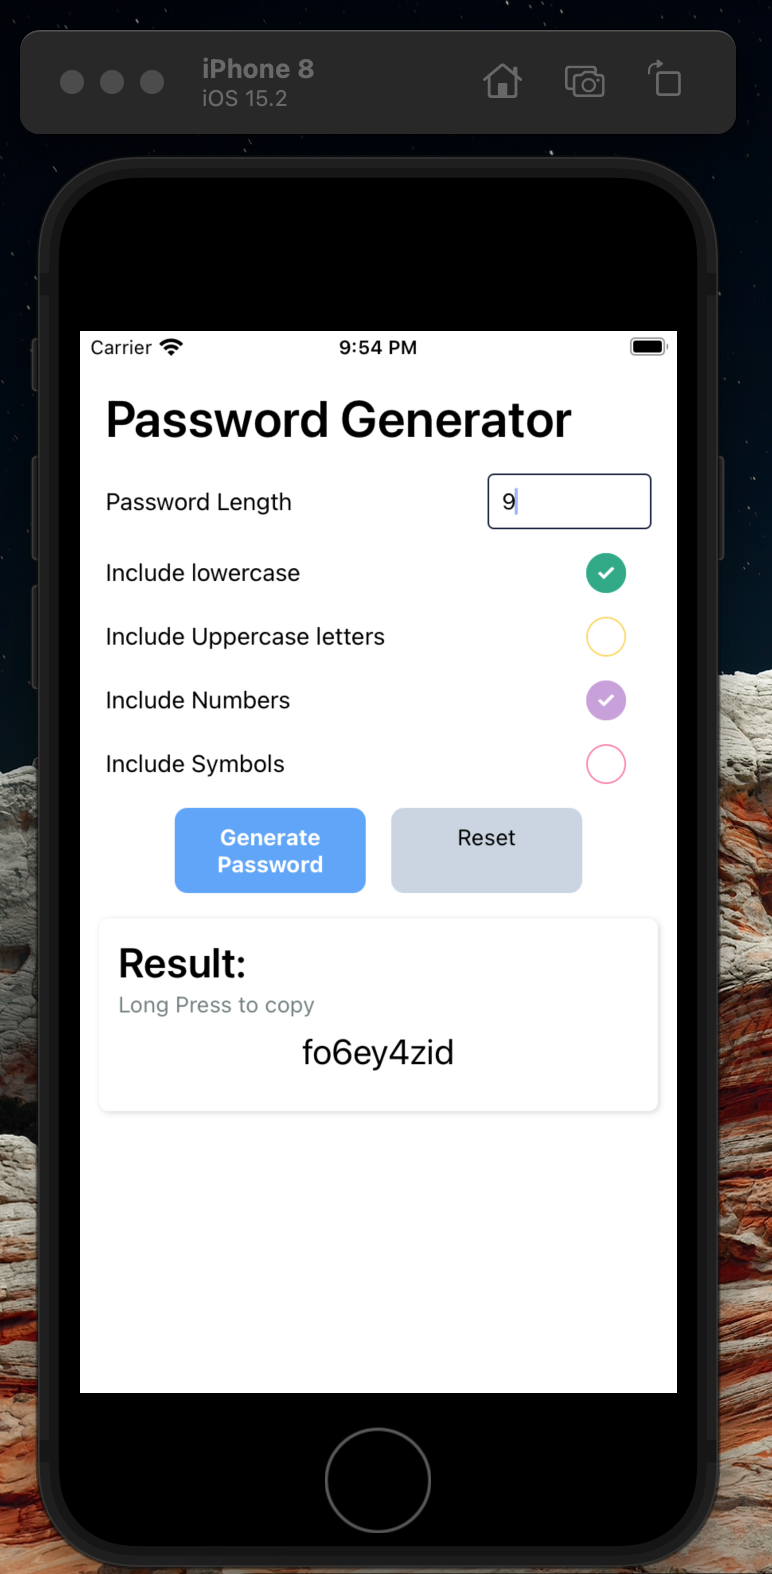 iPhone 8
iOS 15.2
Carrier 9:54 PM
Password Generator
Password Length 9
Include lowercase
Include Uppercase letters
Include Numbers
Include Symbols
Generate
Password
Reset
Result:
Long Press to copy
fo6ey4zid